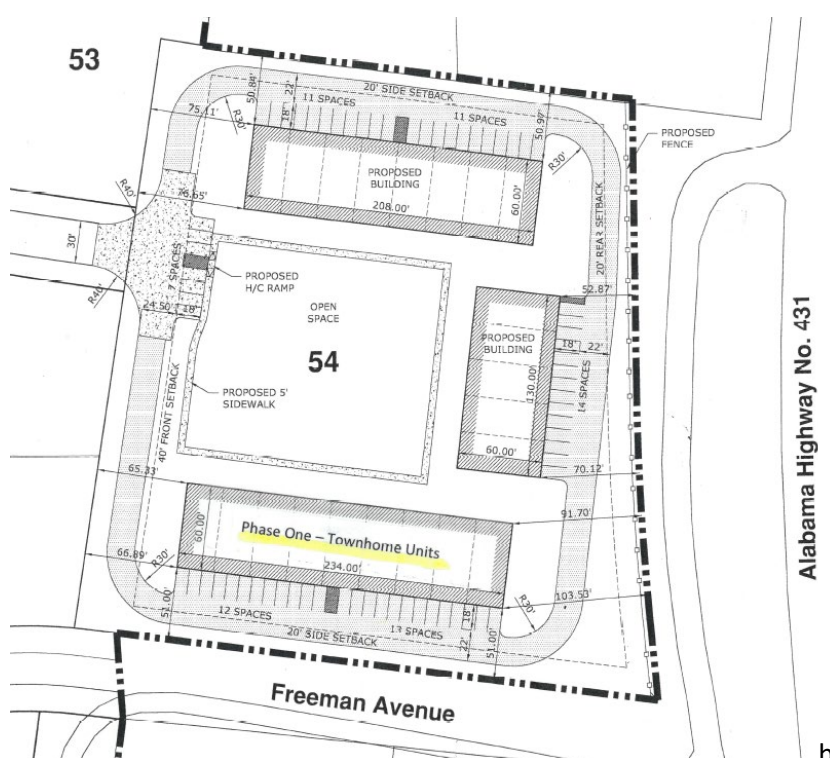 53
20' SIDE SETBACK
50.84'
22'
11 SPACES
18'
11 SPACES
50.97'
75.11'
R30'
R30'
PROPOSED
FENCE
PROPOSED
BUILDING
208.00'
60.00'
R40'
76.65'
20' REAR SETBACK
30'
7 SPACES
PROPOSED
H/C RAMP
R40'
24.50'
18'
OPEN
SPACE
54
52.87'
PROPOSED
BUILDING
18'
22'
130.00'
14 SPACES
60.00'
PROPOSED 5'
SIDEWALK
40' FRONT SETBACK
65.33'
70.12'
91.70'
60.00'
Phase One – Townhome Units
234.00'
66.89'
R30'
51.00'
12 SPACES
13 SPACES
18'
22'
51.00'
R30'
103.53'
20' SIDE SETBACK
Freeman Avenue
Alabama Highway No. 431